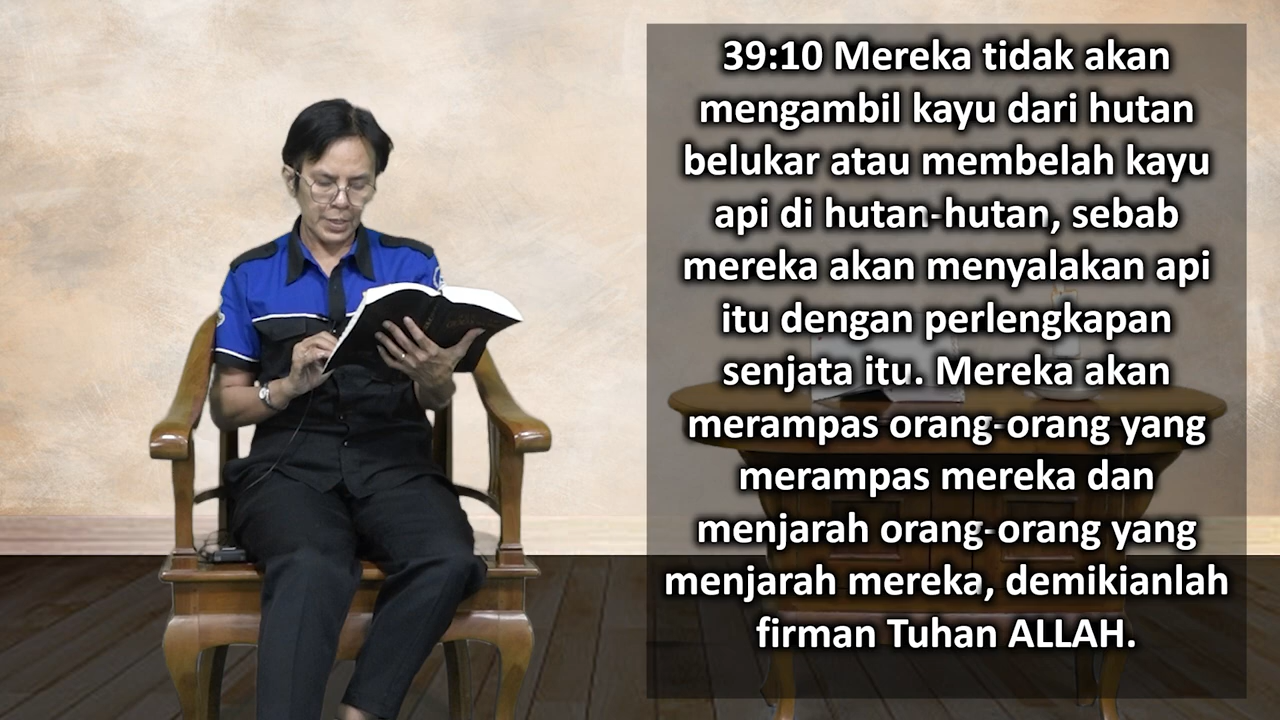 39:10 Mereka tidak akan
mengambil kayu dari hutan
belukar atau membelah kayu
api di hutan-hutan, sebab
mereka akan menyalakan api
itu dengan perlengkapan
senjata itu. Mereka akan
merampas orang-orang yang
merampas mereka dan
menjarah orang-orang yang
menjarah mereka, demikianlah
firman Tuhan ALLAH.